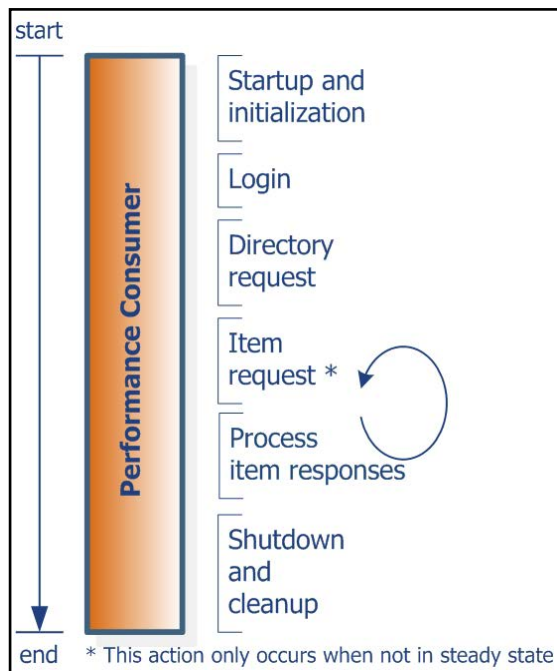 start
Performance Consumer
Startup and
initialization
Login
Directory
request
Item
request *
Process
item responses
Shutdown
and
cleanup
end
* This action only occurs when not in steady state